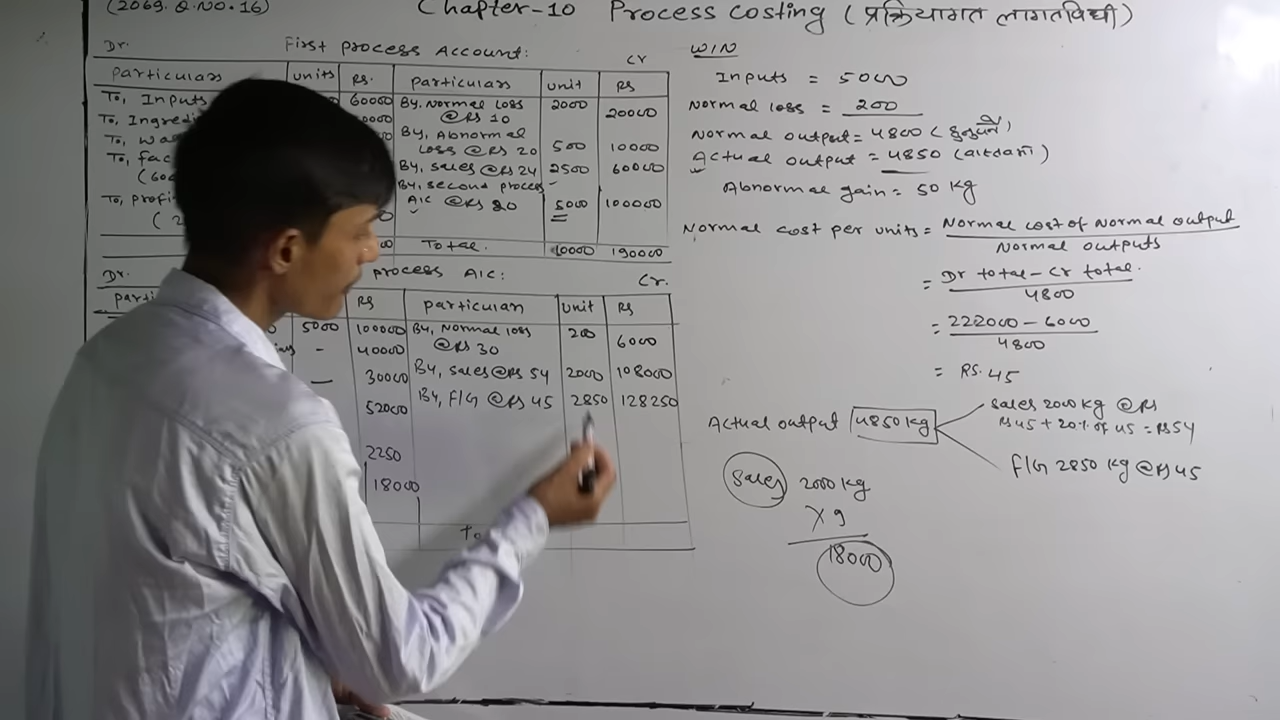 (2069. Q.NO.16)
Chapter-10 Process Costing (प्रक्रियागत लागतविधी)
Dr. First Process Account: Cr
Particulars units Rs. Particulars unit Rs
To, Inputs 60000 By, Normal Loss 2000 20000
@Rs 10
To, Ingredi
To, Wa By, Abnormal 500 10000
loss @Rs 20
To, fac By, Sales @Rs 24 2500 60000
By, second proces
To, profi A/c @Rs 20 5000 100000
Total. 10000 190000
Dr. process A/c: Cr.
Parti Rs Particulars Unit Rs
5000 100000 By, Normal loss 200 6000
- 40000 @Rs 30
— 30000 By, Sales @Rs 54 2000 108000
52000 By, F/G @Rs 45 2850 128250
2250
18000
To
W/N
Inputs = 5000
Normal loss = 200
Normal output = 4800 (हुनुपर्ने)
Actual output = 4850
Abnormal gain = 50 kg
Normal cost per units = Normal cost of Normal output
Normal outputs
= Dr total - Cr total.
4800
= 222000 - 6000
4800
= RS. 45
Actual output 4850 kg
Sales 2000 kg @Rs
Rs 45 + 20% of 45 = Rs 54
F/G 2850 kg @Rs 45
Sales 2000 kg
X 9
18000